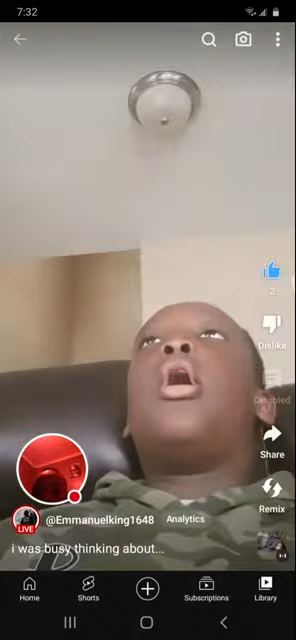 7:32
2
Dislike
Disabled
Share
Remix
LIVE
@Emmanuelking1648 Analytics
i was busy thinking about...
Home
Shorts
Subscriptions
Library